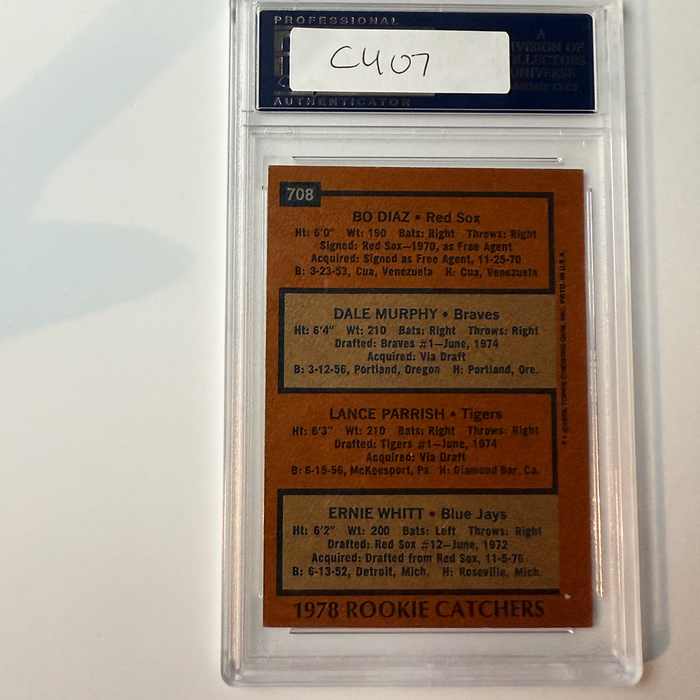 PROFESSIONAL
A
DIVISION OF
COLLECTORS
UNIVERSE
C407
AUTHENTICATOR
708
BO DIAZ • Red Sox
Ht: 6'0" Wt: 190 Bats: Right Throws: Right
Signed: Red Sox—1970, as Free Agent
Acquired: Signed as Free Agent, 11-25-70
B: 3-23-53, Cua, Venezuela H: Cua, Venezuela
DALE MURPHY • Braves
Ht: 6'4" Wt: 210 Bats: Right Throws: Right
Drafted: Braves #1—June, 1974
Acquired: Via Draft
B: 3-12-56, Portland, Oregon H: Portland, Ore.
LANCE PARRISH • Tigers
Ht: 6'3" Wt: 210 Bats: Right Throws: Right
Drafted: Tigers #1—June, 1974
Acquired: Via Draft
B: 6-15-56, McKeesport, Pa. H: Diamond Bar, Ca.
ERNIE WHITT • Blue Jays
Ht: 6'2" Wt: 200 Bats: Left Throws: Right
Drafted: Red Sox #12—June, 1972
Acquired: Drafted from Red Sox, 11-5-76
B: 6-13-52, Detroit, Mich. H: Roseville, Mich.
1978 ROOKIE CATCHERS
TOPPS CHEWING GUM, INC. PRTD. IN U.S.A.